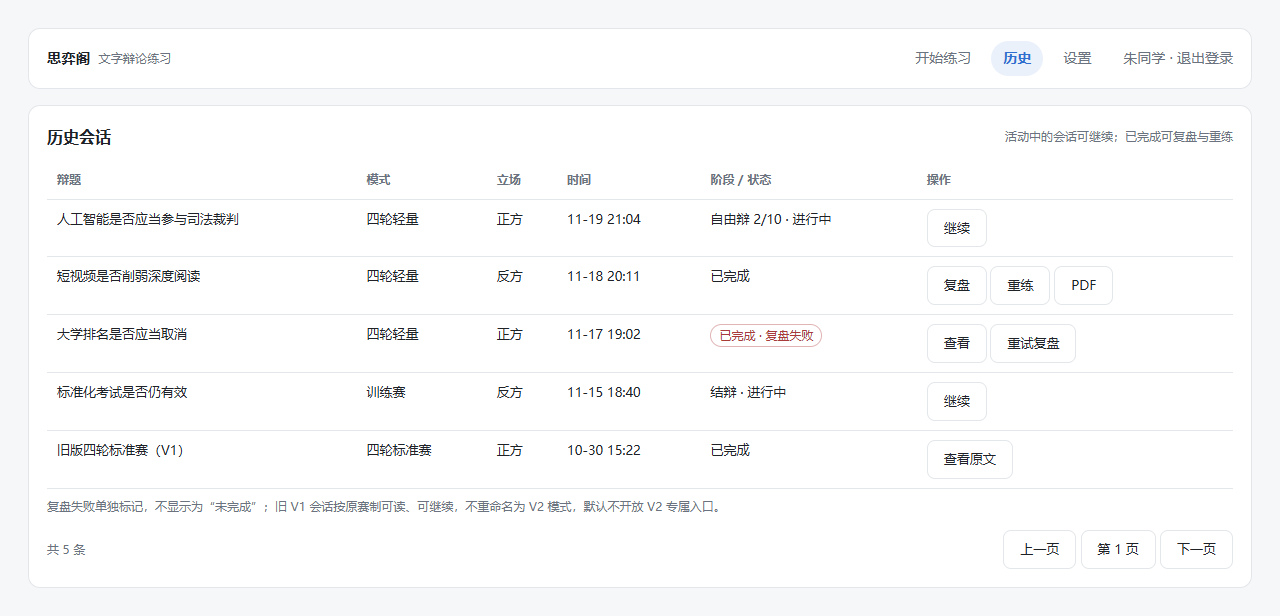 思弈阁 文字辩论练习 开始练习 历史 设置 朱同学 · 退出登录
历史会话 活动中的会话可继续；已完成可复盘与重练
辩题 模式 立场 时间 阶段 / 状态 操作
人工智能是否应当参与司法裁判 四轮轻量 正方 11-19 21:04 自由辩 2/10 · 进行中 继续
短视频是否削弱深度阅读 四轮轻量 反方 11-18 20:11 已完成 复盘 重练 PDF
大学排名是否应当取消 四轮轻量 正方 11-17 19:02 已完成 · 复盘失败 查看 重试复盘
标准化考试是否仍有效 训练赛 反方 11-15 18:40 结辩 · 进行中 继续
旧版四轮标准赛（V1） 四轮标准赛 正方 10-30 15:22 已完成 查看原文
复盘失败单独标记，不显示为“未完成”；旧 V1 会话按原赛制可读、可继续，不重命名为 V2 模式，默认不开放 V2 专属入口。
共 5 条 上一页 第 1 页 下一页